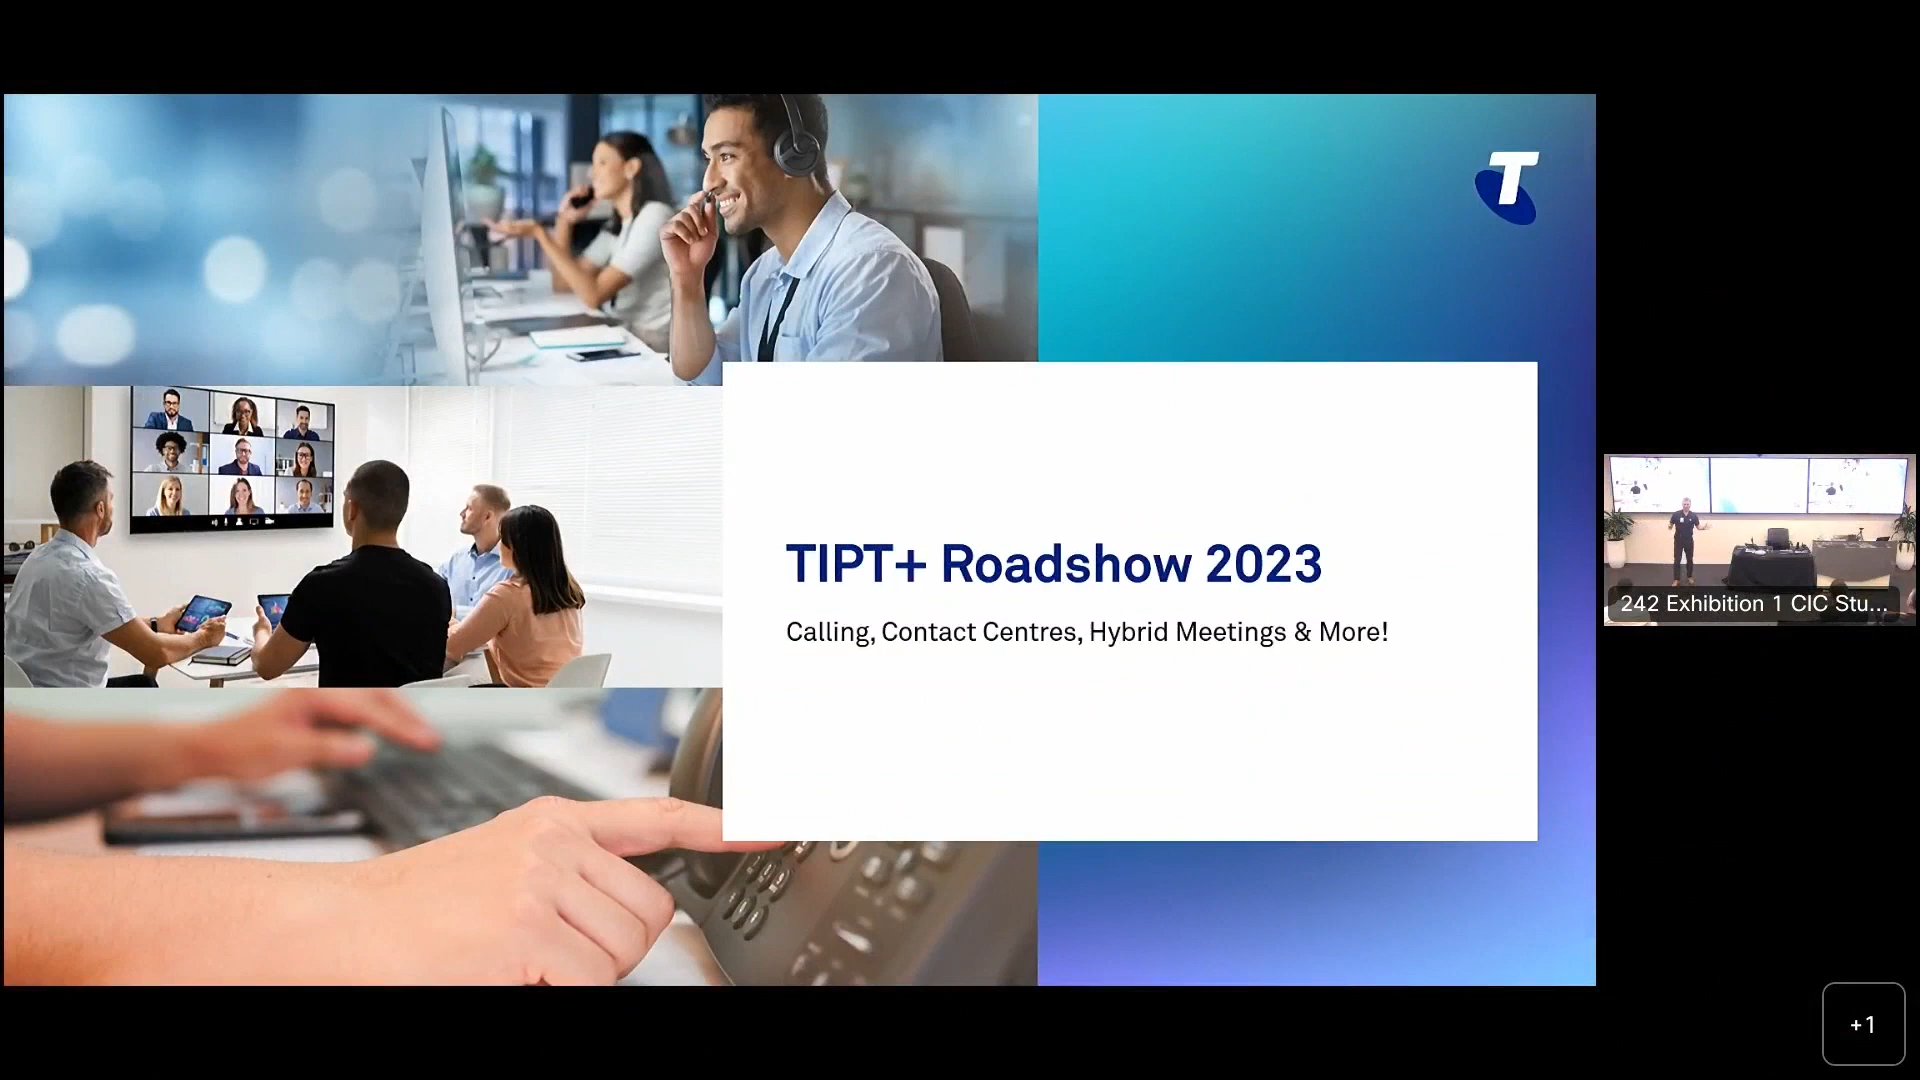 T
TIPT+ Roadshow 2023
Calling, Contact Centres, Hybrid Meetings & More!
242 Exhibition 1 CIC Stu...
+1